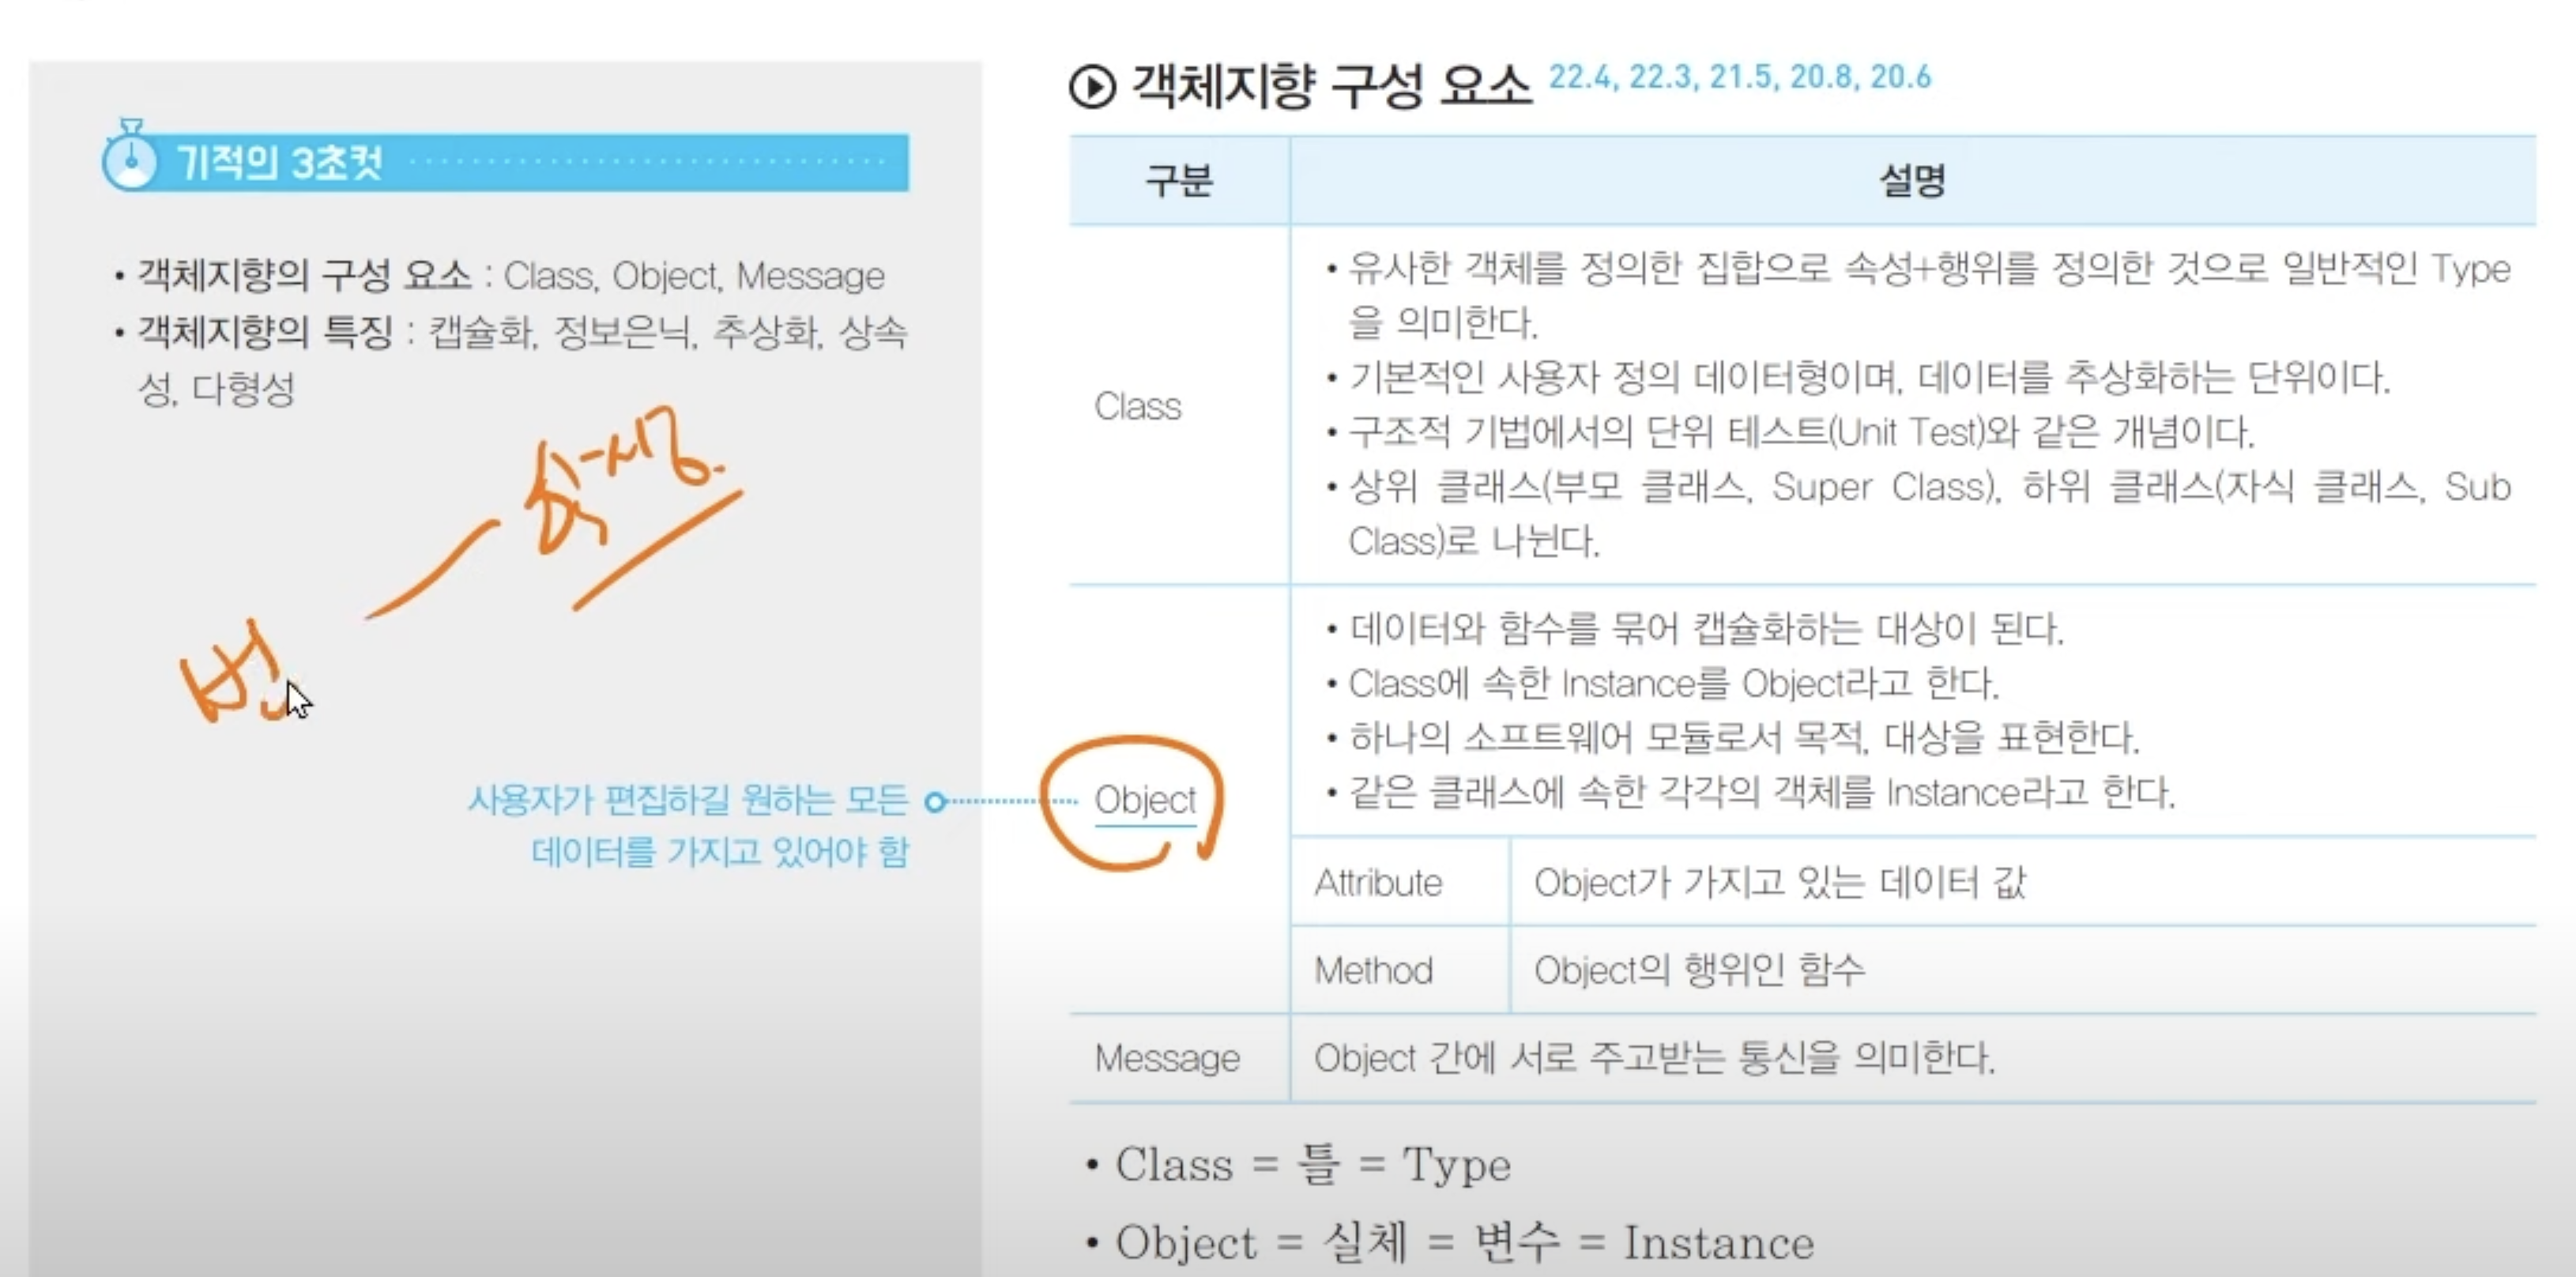 기적의 3초컷
• 객체지향의 구성 요소 : Class, Object, Message
• 객체지향의 특징 : 캡슐화, 정보은닉, 추상화, 상속
성, 다형성
사용자가 편집하길 원하는 모든
데이터를 가지고 있어야 함
객체지향 구성 요소 22.4, 22.3, 21.5, 20.8, 20.6
구분 설명
Class
• 유사한 객체를 정의한 집합으로 속성+행위를 정의한 것으로 일반적인 Type
을 의미한다.
• 기본적인 사용자 정의 데이터형이며, 데이터를 추상화하는 단위이다.
• 구조적 기법에서의 단위 테스트(Unit Test)와 같은 개념이다.
• 상위 클래스(부모 클래스, Super Class), 하위 클래스(자식 클래스, Sub
Class)로 나뉜다.
Object
• 데이터와 함수를 묶어 캡슐화하는 대상이 된다.
• Class에 속한 Instance를 Object라고 한다.
• 하나의 소프트웨어 모듈로서 목적, 대상을 표현한다.
• 같은 클래스에 속한 각각의 객체를 Instance라고 한다.
Attribute Object가 가지고 있는 데이터 값
Method Object의 행위인 함수
Message Object 간에 서로 주고받는 통신을 의미한다.
• Class = 틀 = Type
• Object = 실체 = 변수 = Instance